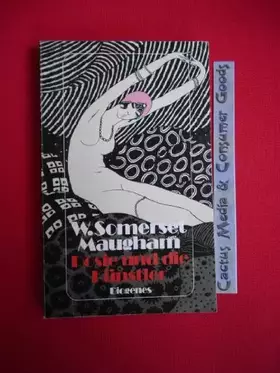 W. Somerset
Maugham
Rosie und die
Künstler
Diogenes
Cactus Media & Consumer Goods